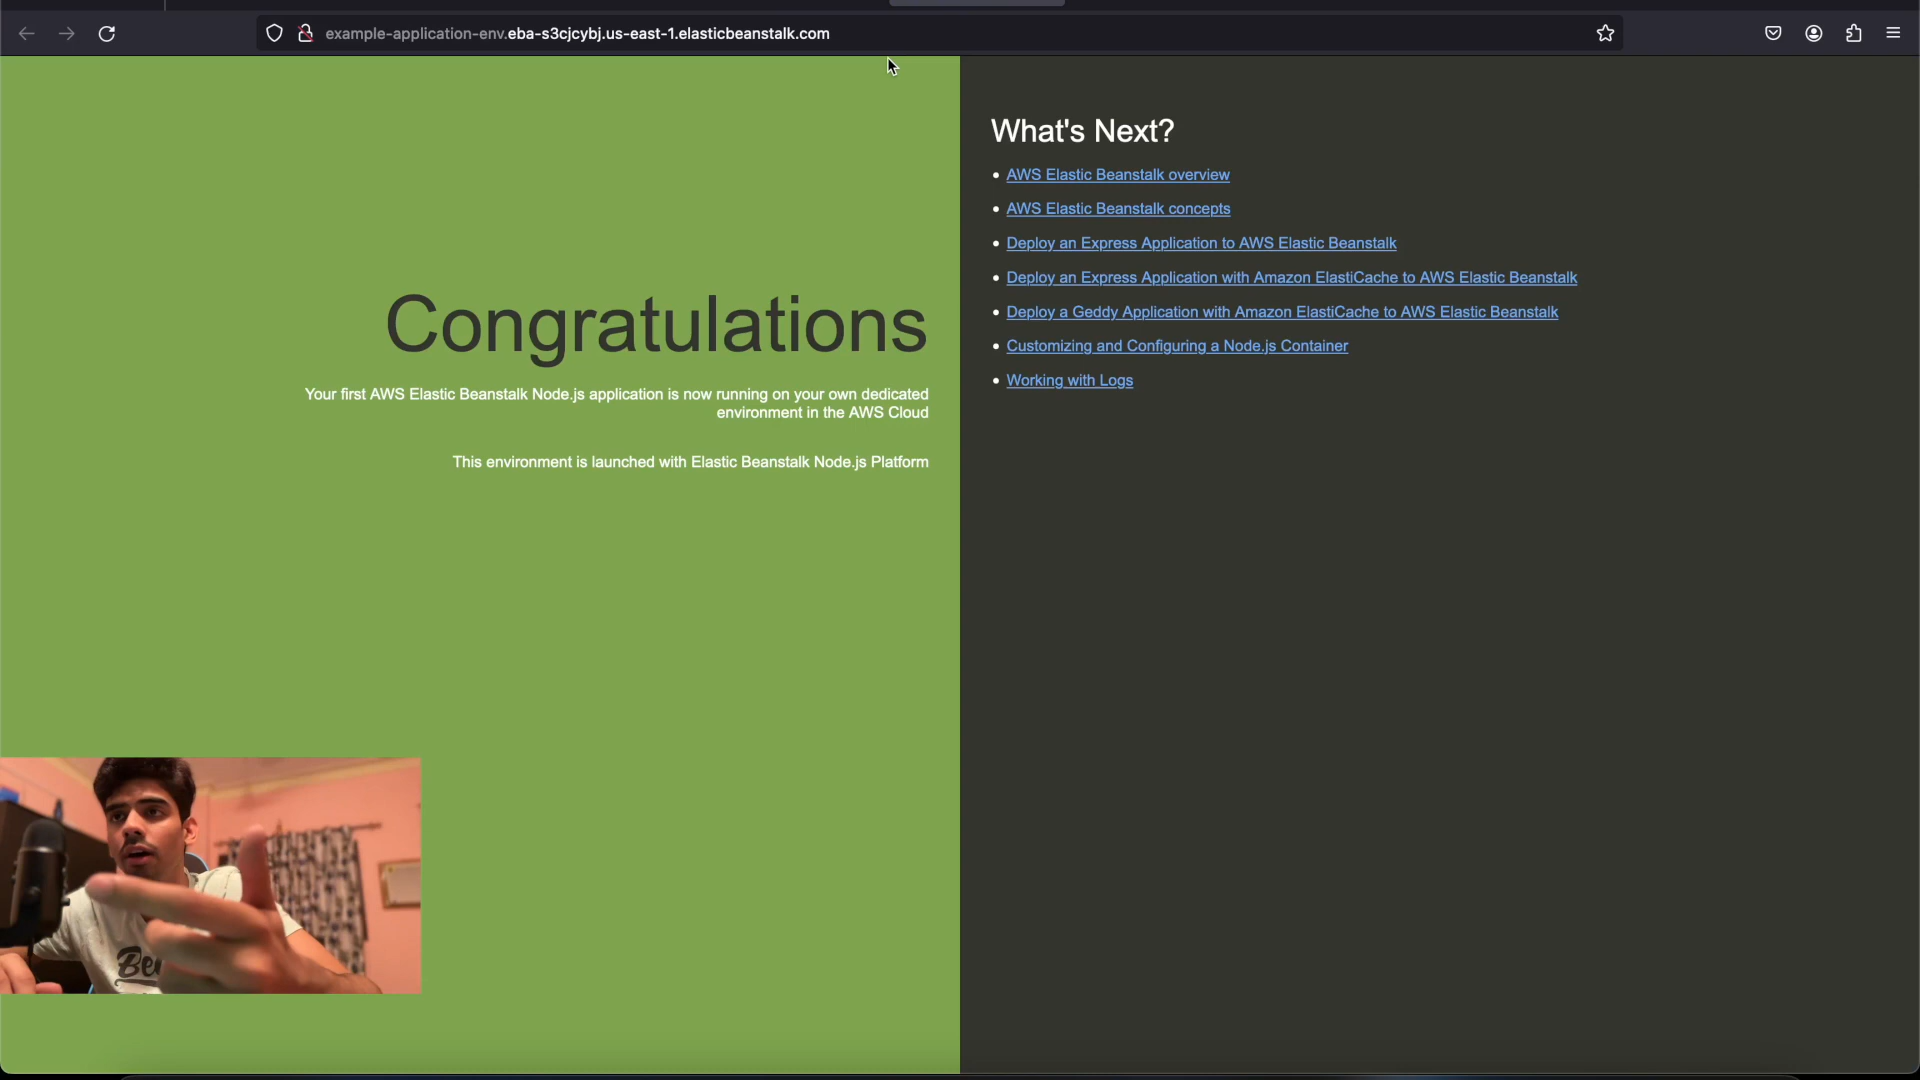 example-application-env.eba-s3cjcybj.us-east-1.elasticbeanstalk.com
Congratulations
Your first AWS Elastic Beanstalk Node.js application is now running on your own dedicated
environment in the AWS Cloud
This environment is launched with Elastic Beanstalk Node.js Platform
What's Next?
AWS Elastic Beanstalk overview
AWS Elastic Beanstalk concepts
Deploy an Express Application to AWS Elastic Beanstalk
Deploy an Express Application with Amazon ElastiCache to AWS Elastic Beanstalk
Deploy a Geddy Application with Amazon ElastiCache to AWS Elastic Beanstalk
Customizing and Configuring a Node.js Container
Working with Logs